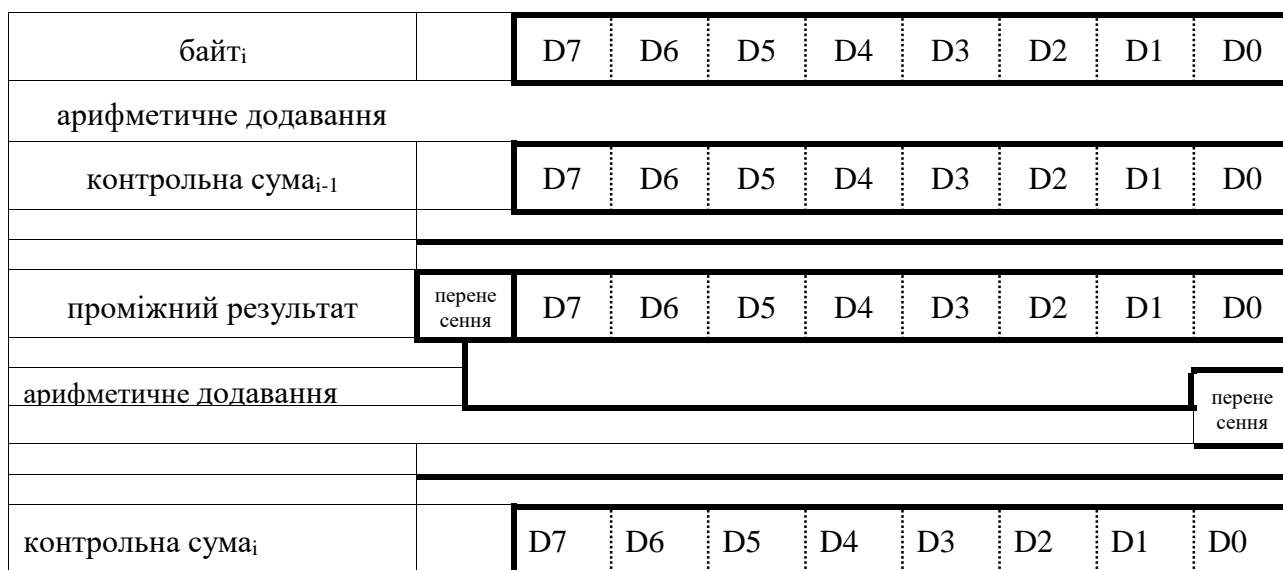 байтᵢ D7 D6 D5 D4 D3 D2 D1 D0
арифметичне додавання
контрольна сумаᵢ₋₁ D7 D6 D5 D4 D3 D2 D1 D0
проміжний результат перене сення D7 D6 D5 D4 D3 D2 D1 D0
арифметичне додавання перене сення
контрольна сумаᵢ D7 D6 D5 D4 D3 D2 D1 D0